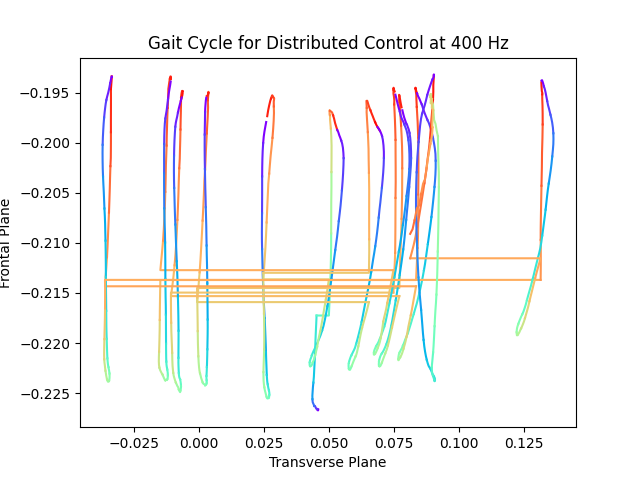 Gait Cycle for Distributed Control at 400 Hz
−0.195
−0.200
−0.205
−0.210
−0.215
−0.220
−0.225
Frontal Plane
−0.025 0.000 0.025 0.050 0.075 0.100 0.125
Transverse Plane